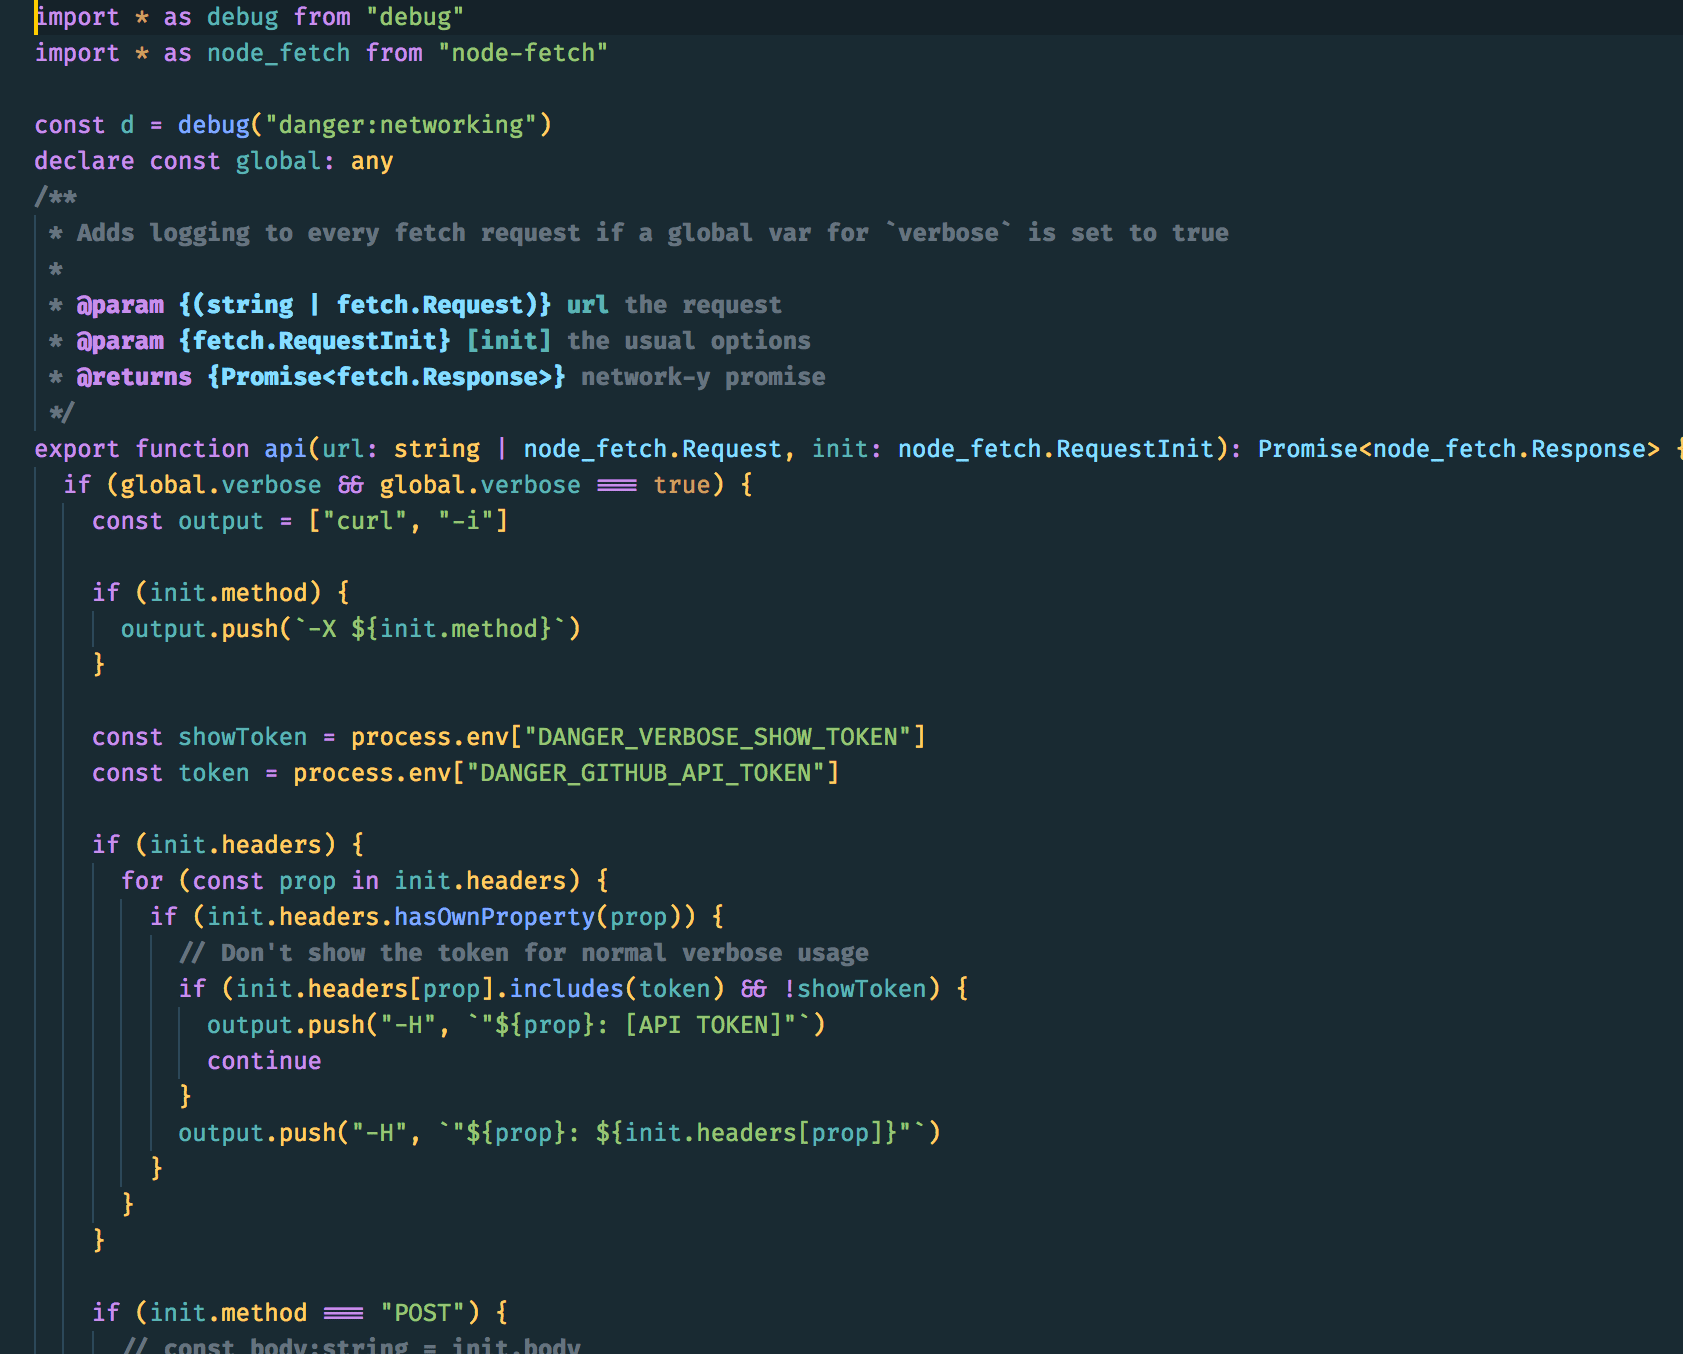 import * as debug from "debug"
import * as node_fetch from "node-fetch"
const d = debug("danger:networking")
declare const global: any
/**
* Adds logging to every fetch request if a global var for `verbose` is set to true
*
* @param {(string | fetch.Request)} url the request
* @param {fetch.RequestInit} [init] the usual options
* @returns {Promise<fetch.Response>} network-y promise
*/
export function api(url: string | node_fetch.Request, init: node_fetch.RequestInit): Promise<node_fetch.Response> {
if (global.verbose && global.verbose === true) {
const output = ["curl", "-i"]
if (init.method) {
output.push(`-X ${init.method}`)
}
const showToken = process.env["DANGER_VERBOSE_SHOW_TOKEN"]
const token = process.env["DANGER_GITHUB_API_TOKEN"]
if (init.headers) {
for (const prop in init.headers) {
if (init.headers.hasOwnProperty(prop)) {
// Don't show the token for normal verbose usage
if (init.headers[prop].includes(token) && !showToken) {
output.push("-H", `"${prop}: [API TOKEN]"`)
continue
}
output.push("-H", `"${prop}: ${init.headers[prop]}"`)
}
}
}
if (init.method === "POST") {
// const body:string = init.body